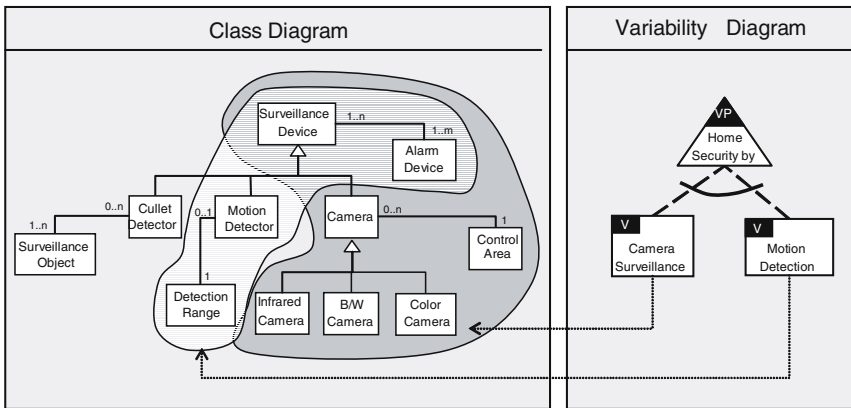 Class Diagram
Surveillance
Device
1..n
1..m
Alarm
Device
Cullet
Detector
0..n
1..n
Surveillance
Object
Motion
Detector
0..1
1
Detection
Range
Camera
0..n
1
Control
Area
Infrared
Camera
B/W
Camera
Color
Camera
Variability Diagram
VP
Home
Security by
V
Camera
Surveillance
V
Motion
Detection